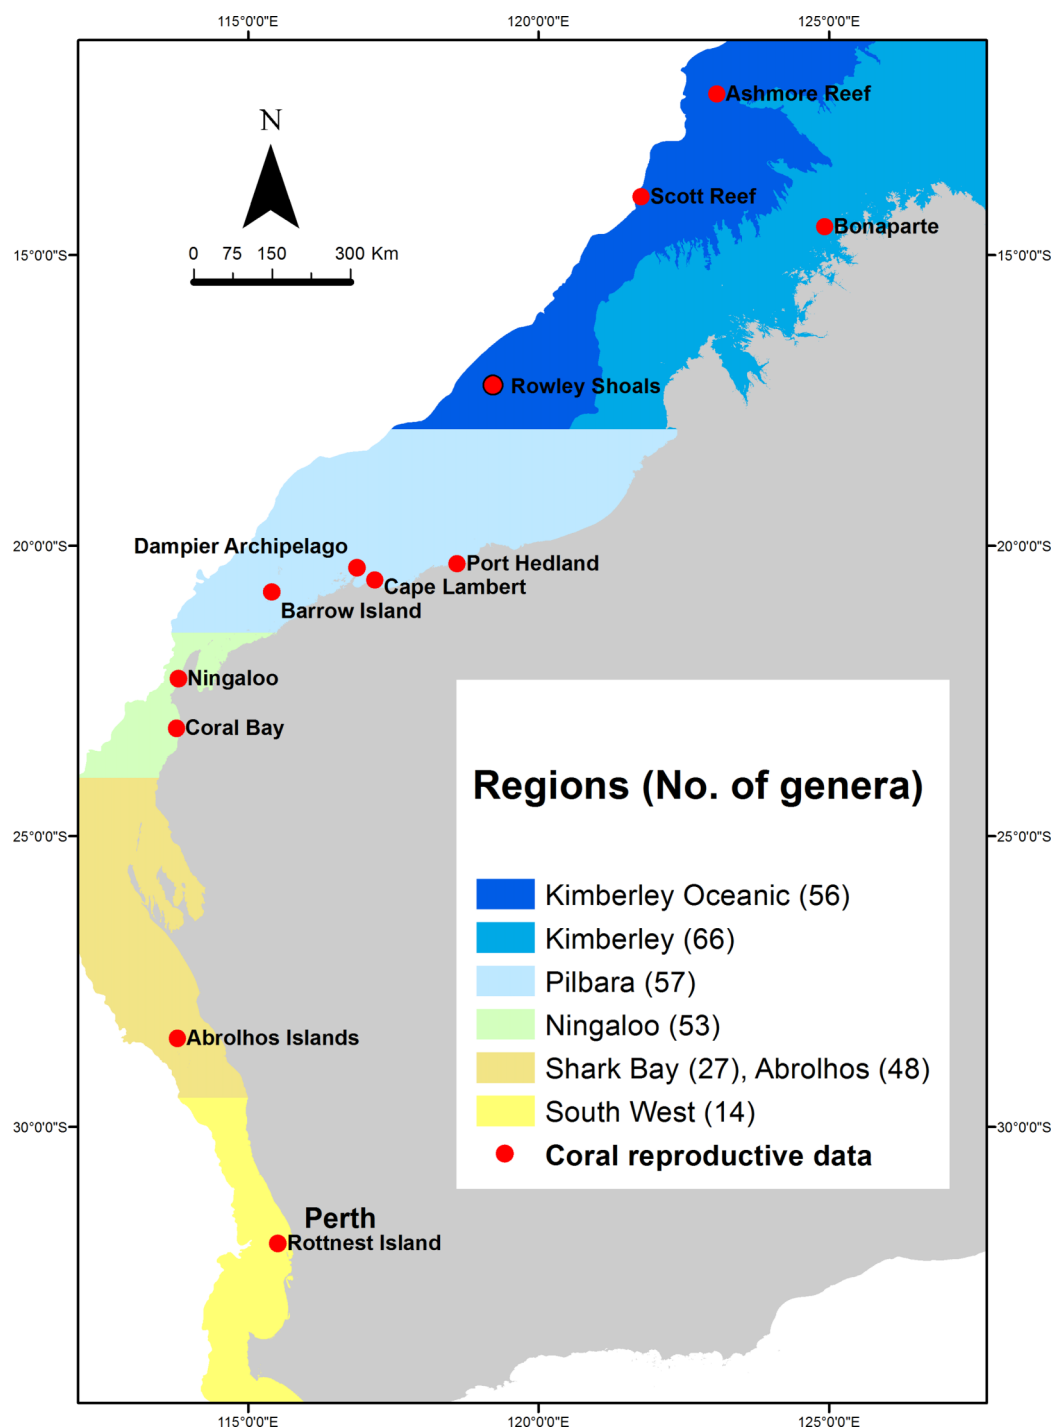 115°0'0"E 120°0'0"E 125°0'0"E
N
0 75 150 300 Km
Ashmore Reef
Scott Reef
Bonaparte
15°0'0"S 15°0'0"S
Rowley Shoals
20°0'0"S 20°0'0"S
Dampier Archipelago
Port Hedland
Cape Lambert
Barrow Island
Ningaloo
Coral Bay
Regions (No. of genera)
25°0'0"S 25°0'0"S
Kimberley Oceanic (56)
Kimberley (66)
Pilbara (57)
Ningaloo (53)
Abrolhos Islands
Shark Bay (27), Abrolhos (48)
South West (14)
30°0'0"S 30°0'0"S
Coral reproductive data
Perth
Rottnest Island
115°0'0"E 120°0'0"E 125°0'0"E